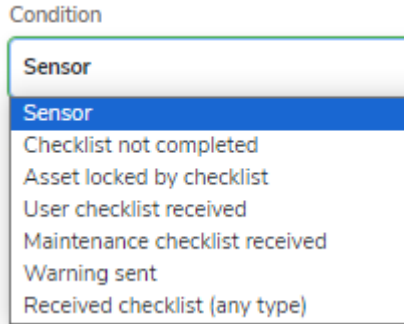 Condition
Sensor
Sensor
Checklist not completed
Asset locked by checklist
User checklist received
Maintenance checklist received
Warning sent
Received checklist (any type)